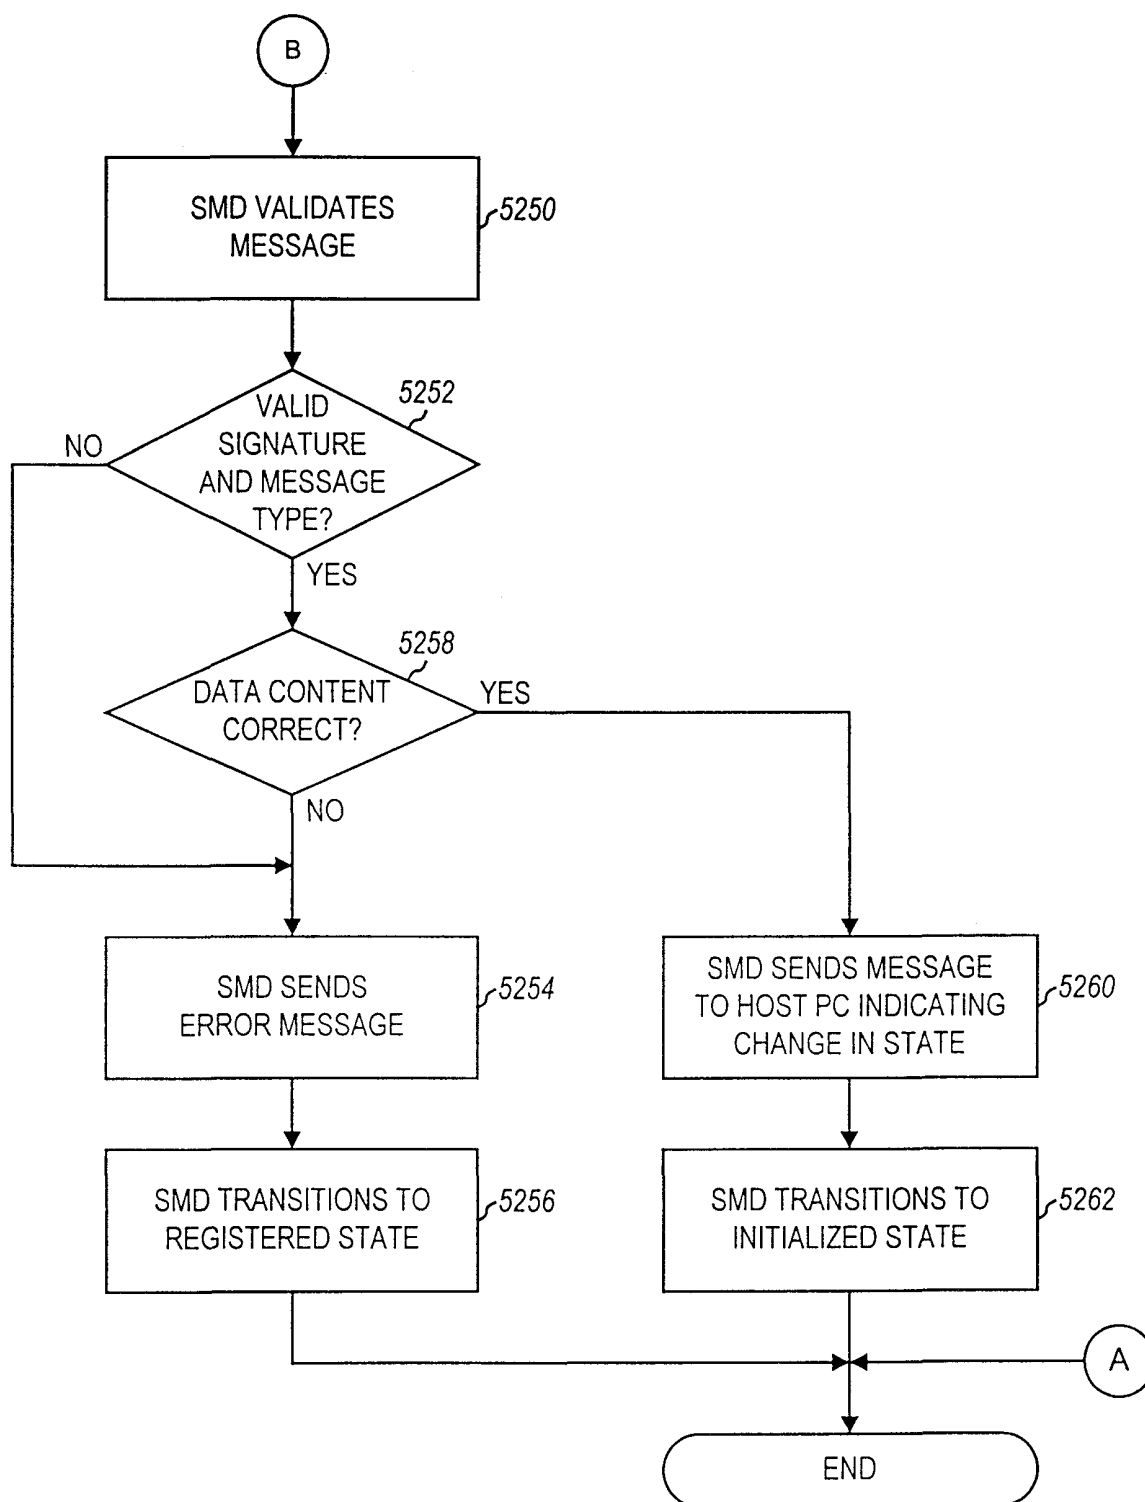 B
SMD VALIDATES
MESSAGE
5250
5252
VALID
SIGNATURE
AND MESSAGE
TYPE?
NO
YES
5258
DATA CONTENT
CORRECT?
YES
NO
SMD SENDS
ERROR MESSAGE
5254
SMD SENDS MESSAGE
TO HOST PC INDICATING
CHANGE IN STATE
5260
SMD TRANSITIONS TO
REGISTERED STATE
5256
SMD TRANSITIONS TO
INITIALIZED STATE
5262
A
END